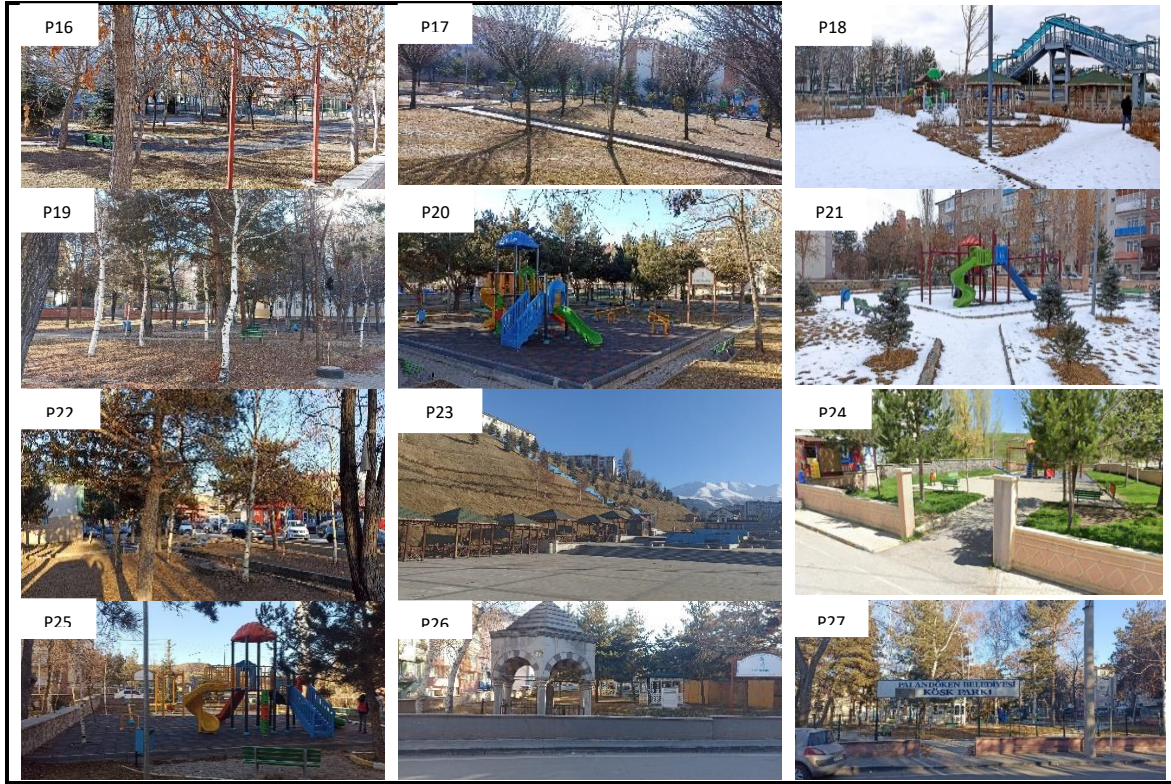 P16
P17
P18
P19
P20
P21
P22
P23
P24
P25
P26
P27
PALANDÖKEN BELEDİYESİ
KÖŞK PARKI